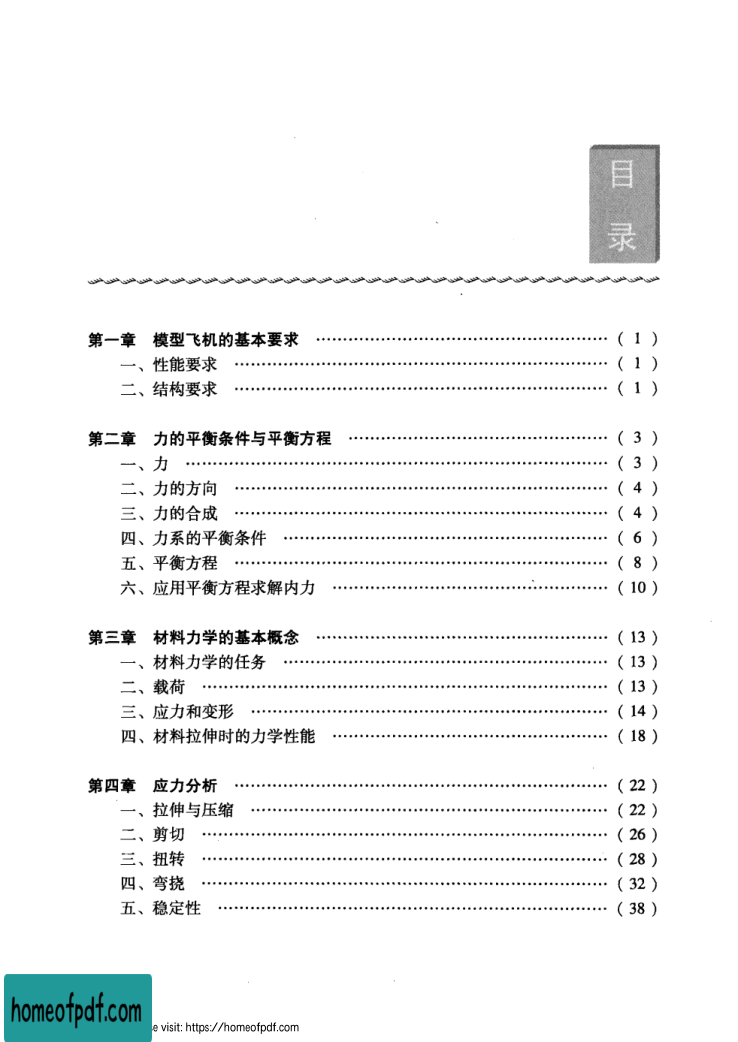 目
录
第一章 模型飞机的基本要求 ……………………………………………… ( 1 )
一、性能要求 …………………………………………………………… ( 1 )
二、结构要求 …………………………………………………………… ( 1 )
第二章 力的平衡条件与平衡方程 ………………………………………… ( 3 )
一、力 …………………………………………………………………… ( 3 )
二、力的方向 …………………………………………………………… ( 4 )
三、力的合成 …………………………………………………………… ( 4 )
四、力系的平衡条件 …………………………………………………… ( 6 )
五、平衡方程 …………………………………………………………… ( 8 )
六、应用平衡方程求解内力 …………………………………………… ( 10 )
第三章 材料力学的基本概念 ……………………………………………… ( 13 )
一、材料力学的任务 …………………………………………………… ( 13 )
二、载荷 ………………………………………………………………… ( 13 )
三、应力和变形 ………………………………………………………… ( 14 )
四、材料拉伸时的力学性能 …………………………………………… ( 18 )
第四章 应力分析 …………………………………………………………… ( 22 )
一、拉伸与压缩 ………………………………………………………… ( 22 )
二、剪切 ………………………………………………………………… ( 26 )
三、扭转 ………………………………………………………………… ( 28 )
四、弯挠 ………………………………………………………………… ( 32 )
五、稳定性 ……………………………………………………………… ( 38 )
homeofpdf.com
e visit: https://homeofpdf.com